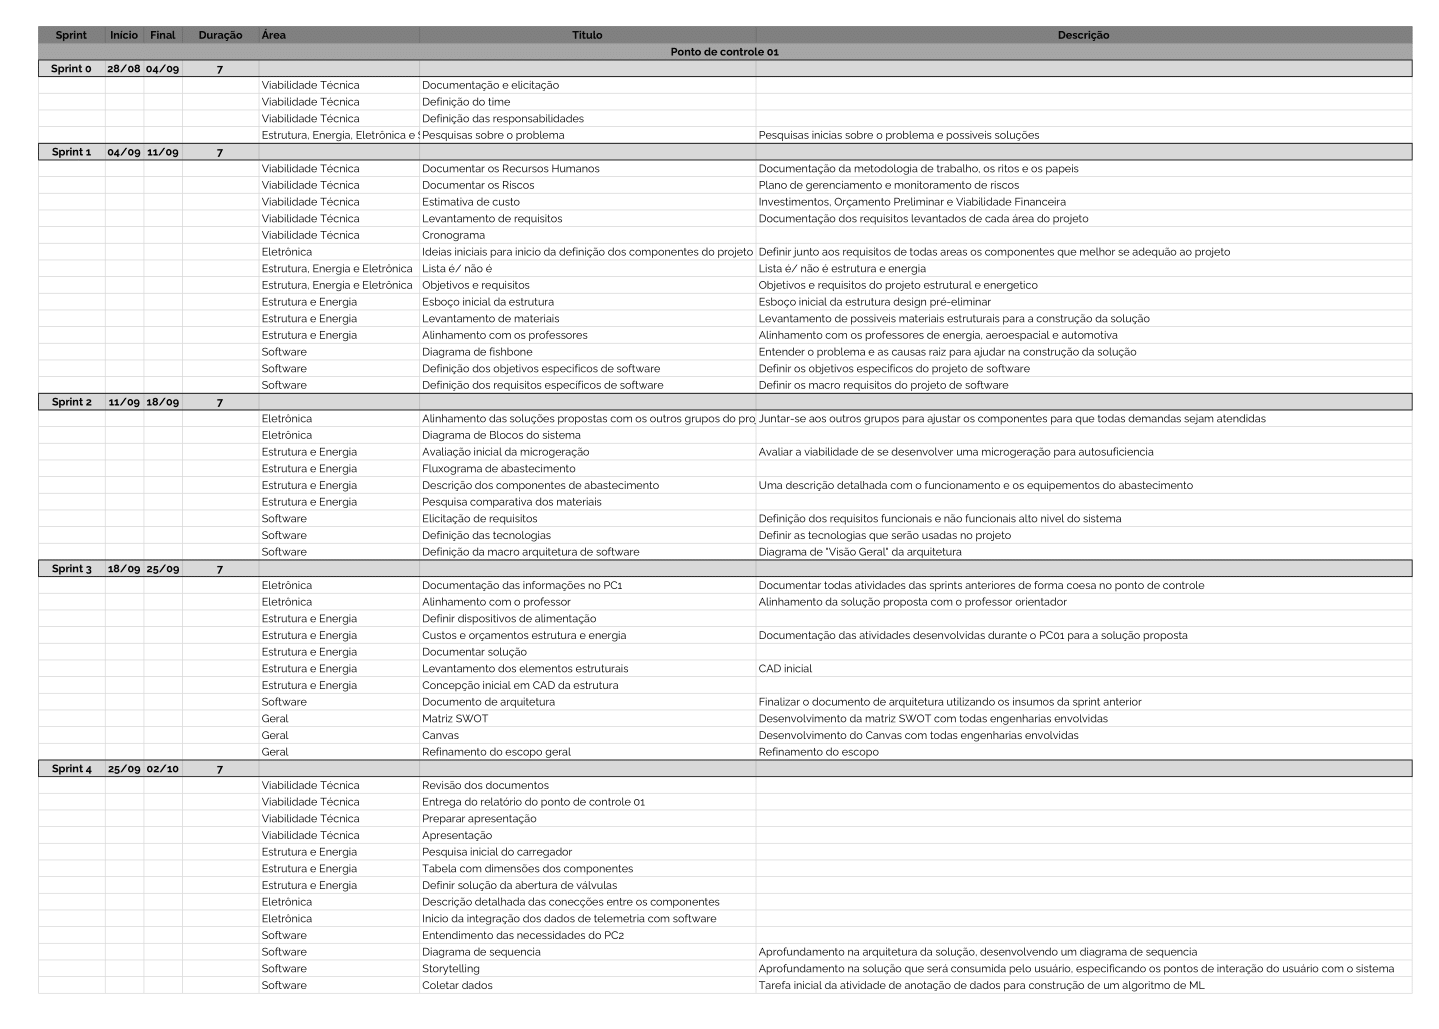 Sprint Início Final Duração Área Titulo Descrição
Ponto de controle 01
Sprint 0 28/08 04/09 7
Viabilidade Técnica Documentação e elicitação
Viabilidade Técnica Definição do time
Viabilidade Técnica Definição das responsabilidades
Estrutura, Energia, Eletrônica e Pesquisas sobre o problema Pesquisas inicias sobre o problema e possiveis soluções
Sprint 1 04/09 11/09 7
Viabilidade Técnica Documentar os Recursos Humanos Documentação da metodologia de trabalho, os ritos e os papeis
Viabilidade Técnica Documentar os Riscos Plano de gerenciamento e monitoramento de riscos
Viabilidade Técnica Estimativa de custo Investimentos, Orçamento Preliminar e Viabilidade Financeira
Viabilidade Técnica Levantamento de requisitos Documentação dos requisitos levantados de cada área do projeto
Viabilidade Técnica Cronograma
Eletrônica Ideias iniciais para inicio da definição dos componentes do projeto Definir junto aos requisitos de todas areas os componentes que melhor se adequão ao projeto
Estrutura, Energia e Eletrônica Lista é/ não é Lista é/ não é estrutura e energia
Estrutura, Energia e Eletrônica Objetivos e requisitos Objetivos e requisitos do projeto estrutural e energetico
Estrutura e Energia Esboço inicial da estrutura Esboço inicial da estrutura design pré-eliminar
Estrutura e Energia Levantamento de materiais Levantamento de possiveis materiais estruturais para a construção da solução
Estrutura e Energia Alinhamento com os professores Alinhamento com os professores de energia, aeroespacial e automotiva
Software Diagrama de fishbone Entender o problema e as causas raiz para ajudar na construção da solução
Software Definição dos objetivos especificos de software Definir os objetivos especificos do projeto de software
Software Definição dos requisitos especificos de software Definir os macro requisitos do projeto de software
Sprint 2 11/09 18/09 7
Eletrônica Alinhamento das soluções propostas com os outros grupos do pro Juntar-se aos outros grupos para ajustar os componentes para que todas demandas sejam atendidas
Eletrônica Diagrama de Blocos do sistema
Estrutura e Energia Avaliação inicial da microgeração Avaliar a viabilidade de se desenvolver uma microgeração para autosuficiencia
Estrutura e Energia Fluxograma de abastecimento
Estrutura e Energia Descrição dos componentes de abastecimento Uma descrição detalhada com o funcionamento e os equipementos do abastecimento
Estrutura e Energia Pesquisa comparativa dos materiais
Software Elicitação de requisitos Definição dos requisitos funcionais e não funcionais alto nivel do sistema
Software Definição das tecnologias Definir as tecnologias que serão usadas no projeto
Software Definição da macro arquitetura de software Diagrama de "Visão Geral" da arquitetura
Sprint 3 18/09 25/09 7
Eletrônica Documentação das informações no PC1 Documentar todas atividades das sprints anteriores de forma coesa no ponto de controle
Eletrônica Alinhamento com o professor Alinhamento da solução proposta com o professor orientador
Estrutura e Energia Definir dispositivos de alimentação
Estrutura e Energia Custos e orçamentos estrutura e energia Documentação das atividades desenvolvidas durante o PC01 para a solução proposta
Estrutura e Energia Documentar solução
Estrutura e Energia Levantamento dos elementos estruturais CAD inicial
Estrutura e Energia Concepção inicial em CAD da estrutura
Software Documento de arquitetura Finalizar o documento de arquitetura utilizando os insumos da sprint anterior
Geral Matriz SWOT Desenvolvimento da matriz SWOT com todas engenharias envolvidas
Geral Canvas Desenvolvimento do Canvas com todas engenharias envolvidas
Geral Refinamento do escopo geral Refinamento do escopo
Sprint 4 25/09 02/10 7
Viabilidade Técnica Revisão dos documentos
Viabilidade Técnica Entrega do relatório do ponto de controle 01
Viabilidade Técnica Preparar apresentação
Viabilidade Técnica Apresentação
Estrutura e Energia Pesquisa inicial do carregador
Estrutura e Energia Tabela com dimensões dos componentes
Estrutura e Energia Definir solução da abertura de válvulas
Eletrônica Descrição detalhada das conecções entre os componentes
Eletrônica Inicio da integração dos dados de telemetria com software
Software Entendimento das necessidades do PC2
Software Diagrama de sequencia Aprofundamento na arquitetura da solução, desenvolvendo um diagrama de sequencia
Software Storytelling Aprofundamento na solução que será consumida pelo usuário, especificando os pontos de interação do usuário com o sistema
Software Coletar dados Tarefa inicial da atividade de anotação de dados para construção de um algoritmo de ML